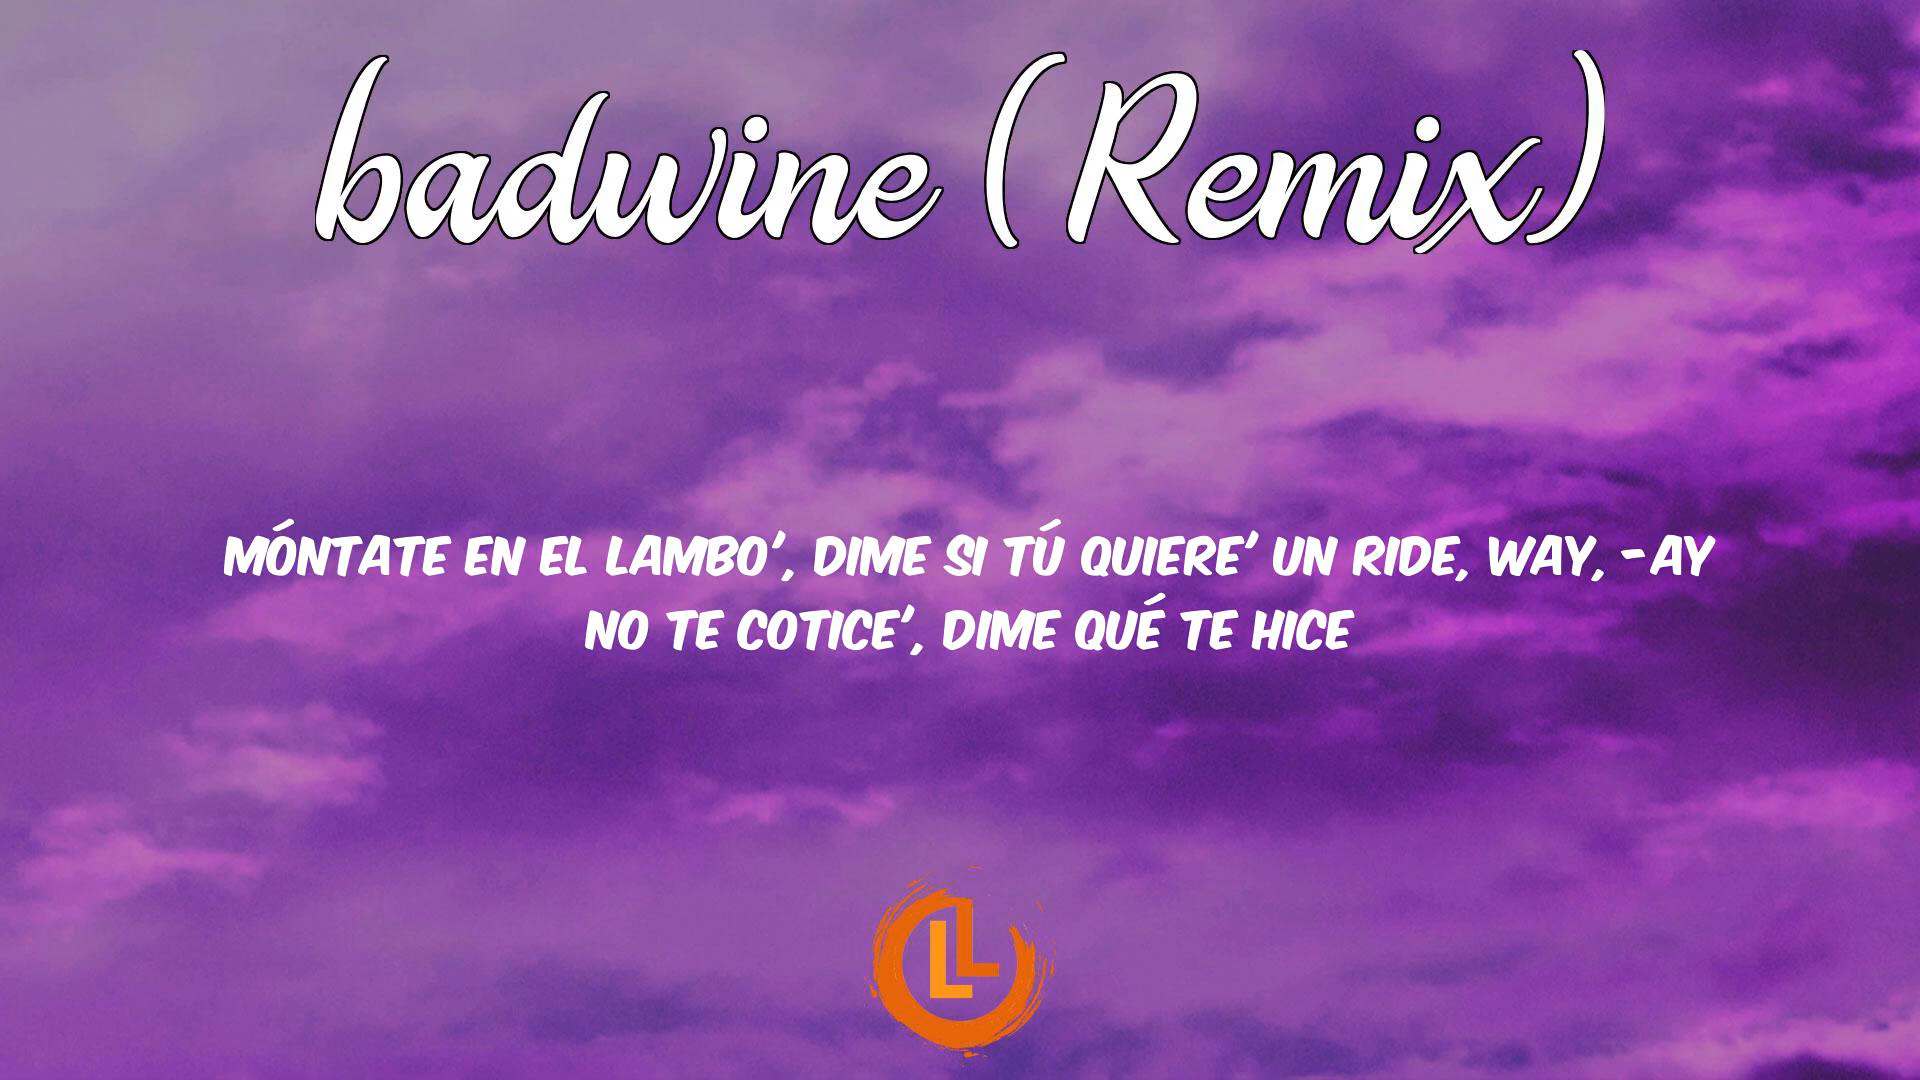 badwine (Remix)
MÓNTATE EN EL LAMBO', DIME SI TÚ QUIERE' UN RIDE, WAY, -AY
NO TE COTICE', DIME QUÉ TE HICE
LL